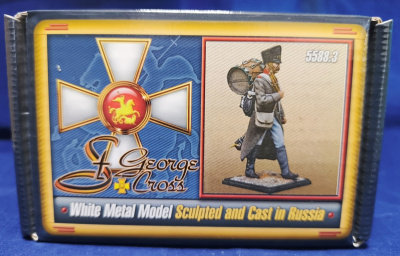 5588.3
St George
Cross
• White Metal Model Sculpted and Cast in Russia •